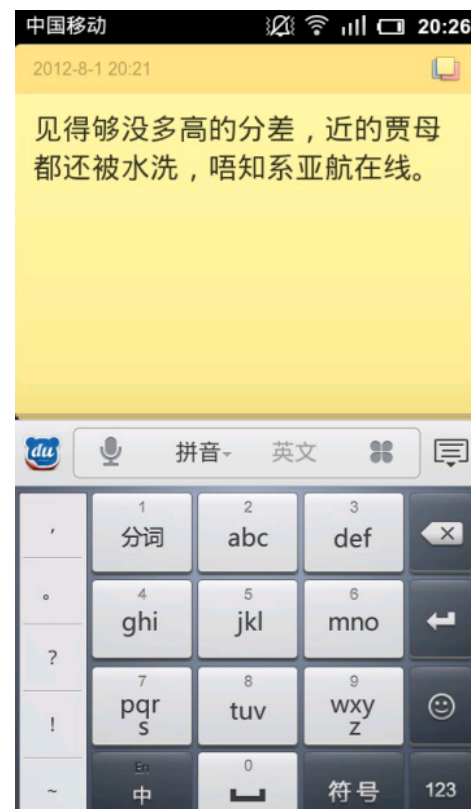 中国移动 20:26
2012-8-1 20:21
见得够没多高的分差，近的贾母
都还被水洗，唔知系亚航在线。
du 拼音 英文
， 1 分词 2 abc 3 def
。 4 ghi 5 jkl 6 mno
？ 7 pqrs 8 tuv 9 wxyz
！
~ En 中 0 符号 123